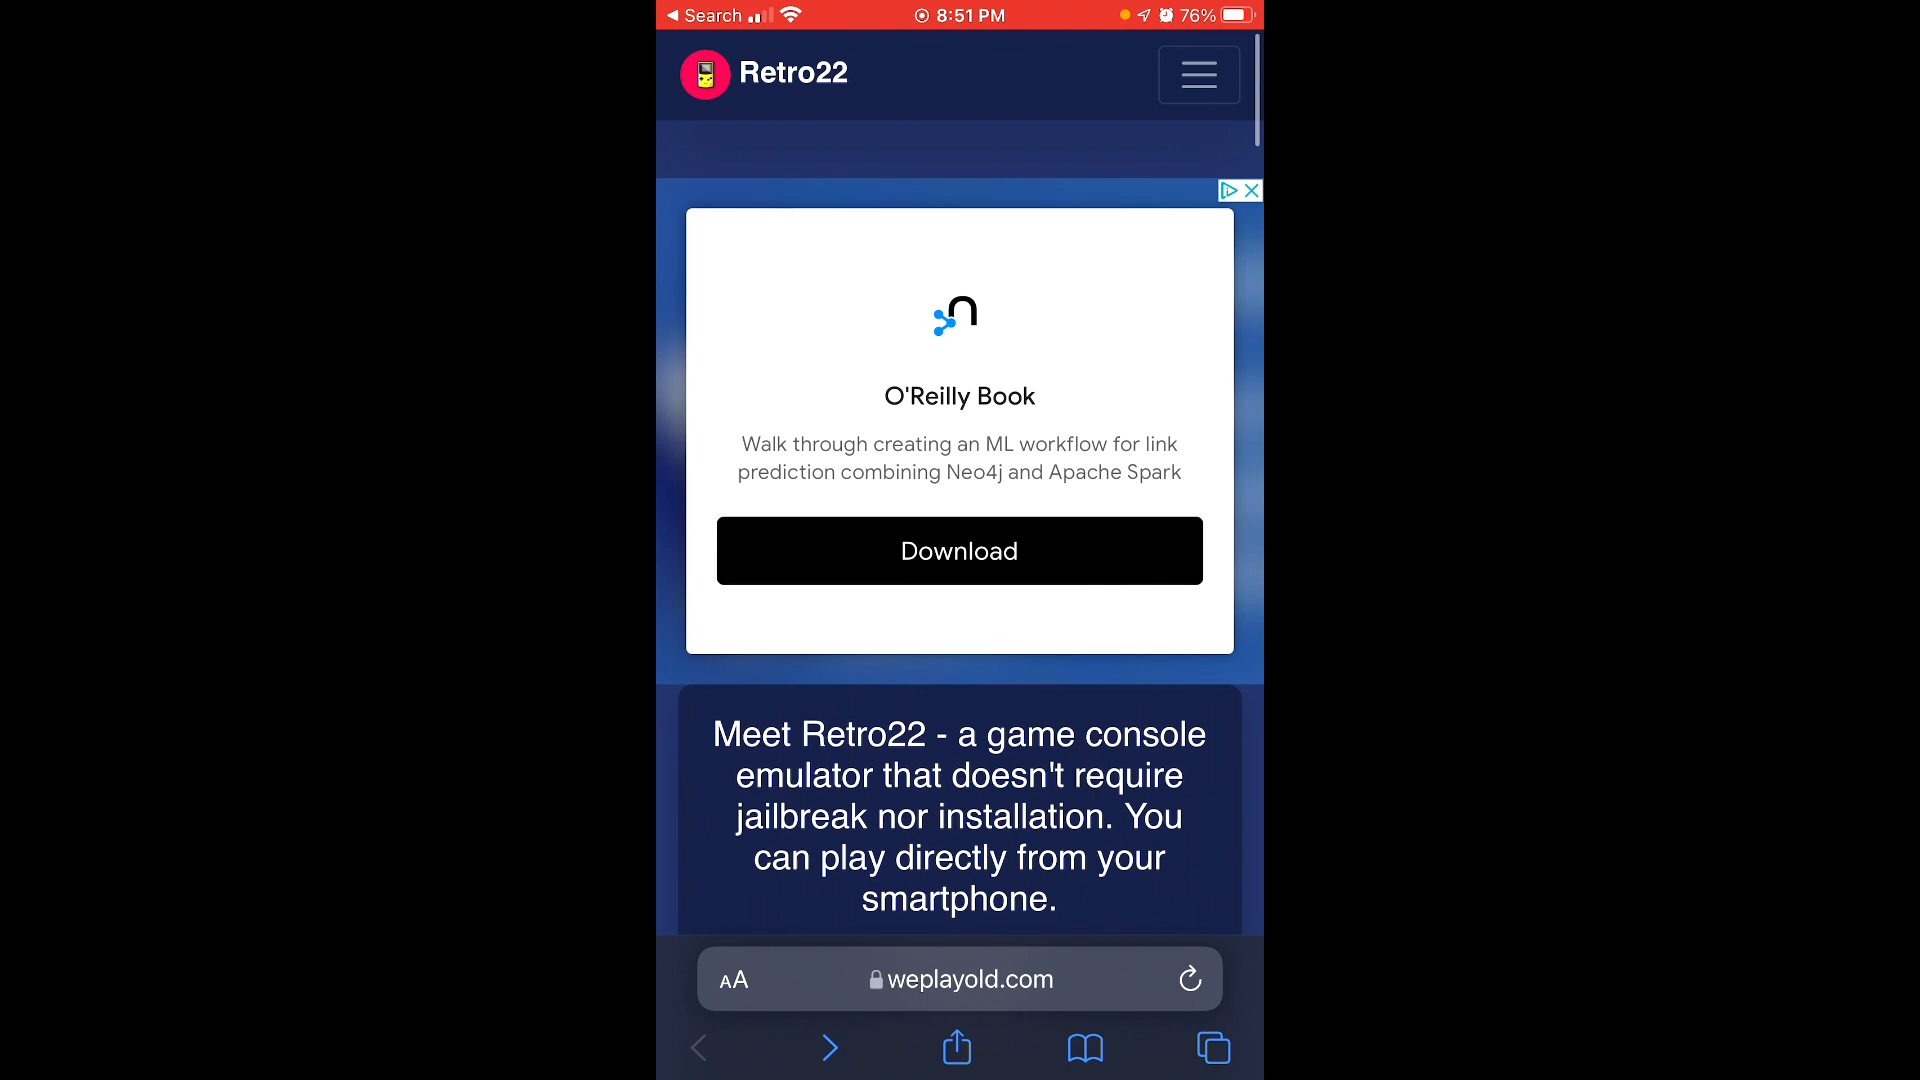 Search 8:51 PM 76%
Retro22
O'Reilly Book
Walk through creating an ML workflow for link
prediction combining Neo4j and Apache Spark
Download
Meet Retro22 - a game console
emulator that doesn't require
jailbreak nor installation. You
can play directly from your
smartphone.
AA weplayold.com